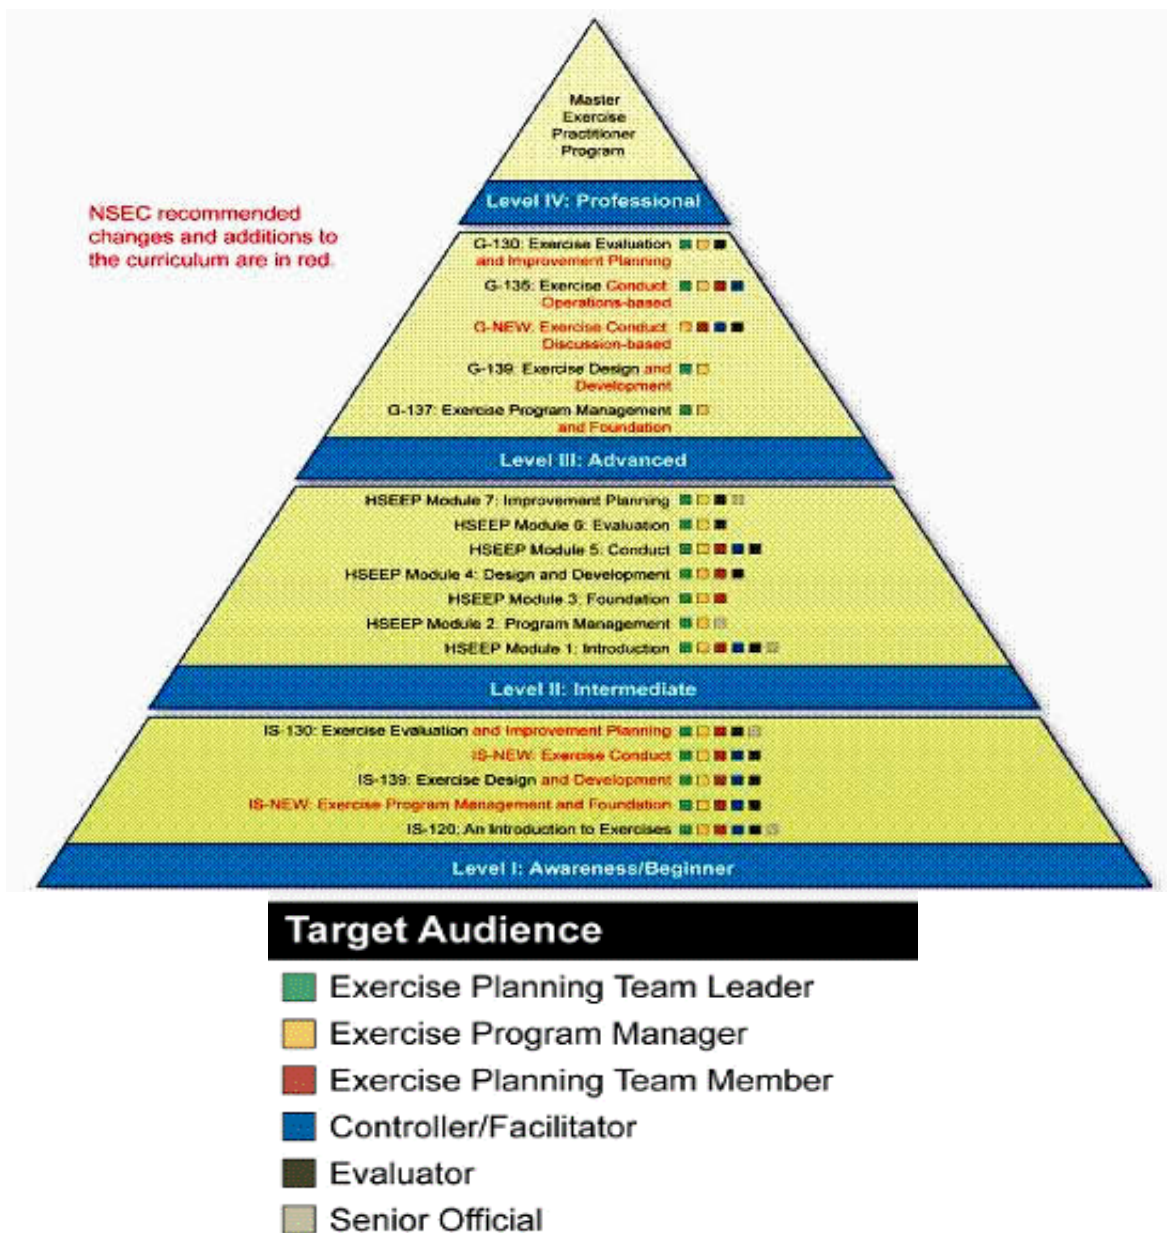 Master
Exercise
Practitioner
Program
Level IV: Professional
NSEC recommended
changes and additions to
the curriculum are in red.
G-130: Exercise Evaluation
and Improvement Planning
G-135: Exercise Conduct:
Operations-based
G-NEW: Exercise Conduct:
Discussion-based
G-139: Exercise Design and
Development
G-137: Exercise Program Management
and Foundation
Level III: Advanced
HSEEP Module 7: Improvement Planning
HSEEP Module 6: Evaluation
HSEEP Module 5: Conduct
HSEEP Module 4: Design and Development
HSEEP Module 3: Foundation
HSEEP Module 2: Program Management
HSEEP Module 1: Introduction
Level II: Intermediate
IS-130: Exercise Evaluation and Improvement Planning
IS-NEW: Exercise Conduct
IS-139: Exercise Design and Development
IS-NEW: Exercise Program Management and Foundation
IS-120: An Introduction to Exercises
Level I: Awareness/Beginner
Target Audience
Exercise Planning Team Leader
Exercise Program Manager
Exercise Planning Team Member
Controller/Facilitator
Evaluator
Senior Official